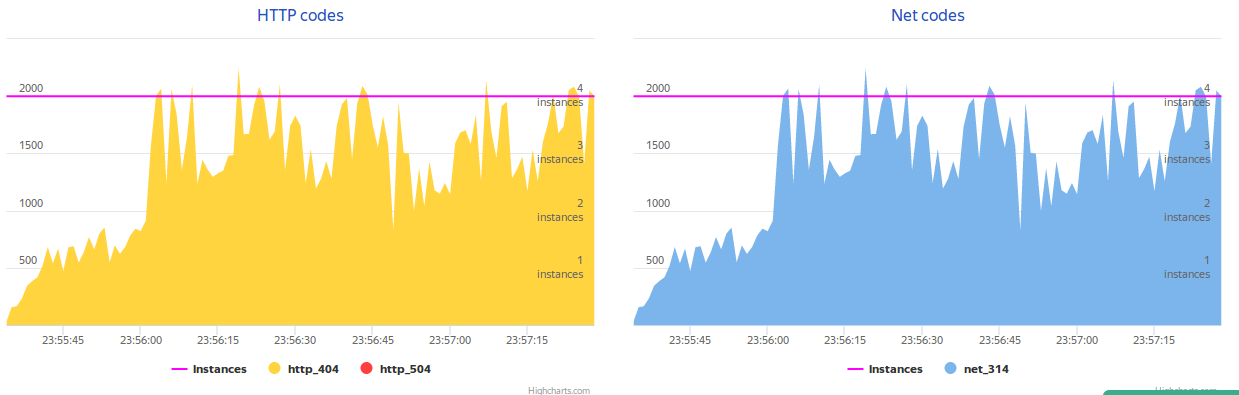 HTTP codes
2000
1500
1000
500
4
instances
3
instances
2
instances
1
instances
23:55:45 23:56:00 23:56:15 23:56:30 23:56:45 23:57:00 23:57:15
Instances http_404 http_504
Highcharts.com
Net codes
2000
1500
1000
500
4
instances
3
instances
2
instances
1
instances
23:55:45 23:56:00 23:56:15 23:56:30 23:56:45 23:57:00 23:57:15
Instances net_314
Highcharts.com